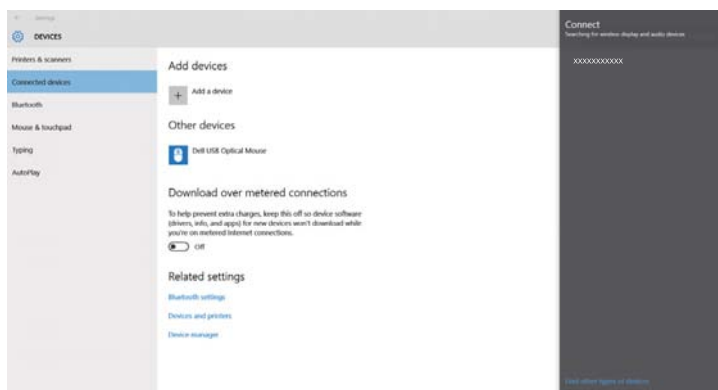 Settings
DEVICES
Printers & scanners
Connected devices
Bluetooth
Mouse & touchpad
Typing
AutoPlay
Add devices
Add a device
Other devices
Dell USB Optical Mouse
Download over metered connections
To help prevent extra charges, keep this off so device software
(drivers, info, and apps) for new devices won't download while
you're on metered Internet connections.
Off
Related settings
Bluetooth settings
Devices and printers
Device manager
Connect
Searching for wireless display and audio devices
XXXXXXXXXXX
Find other types of devices